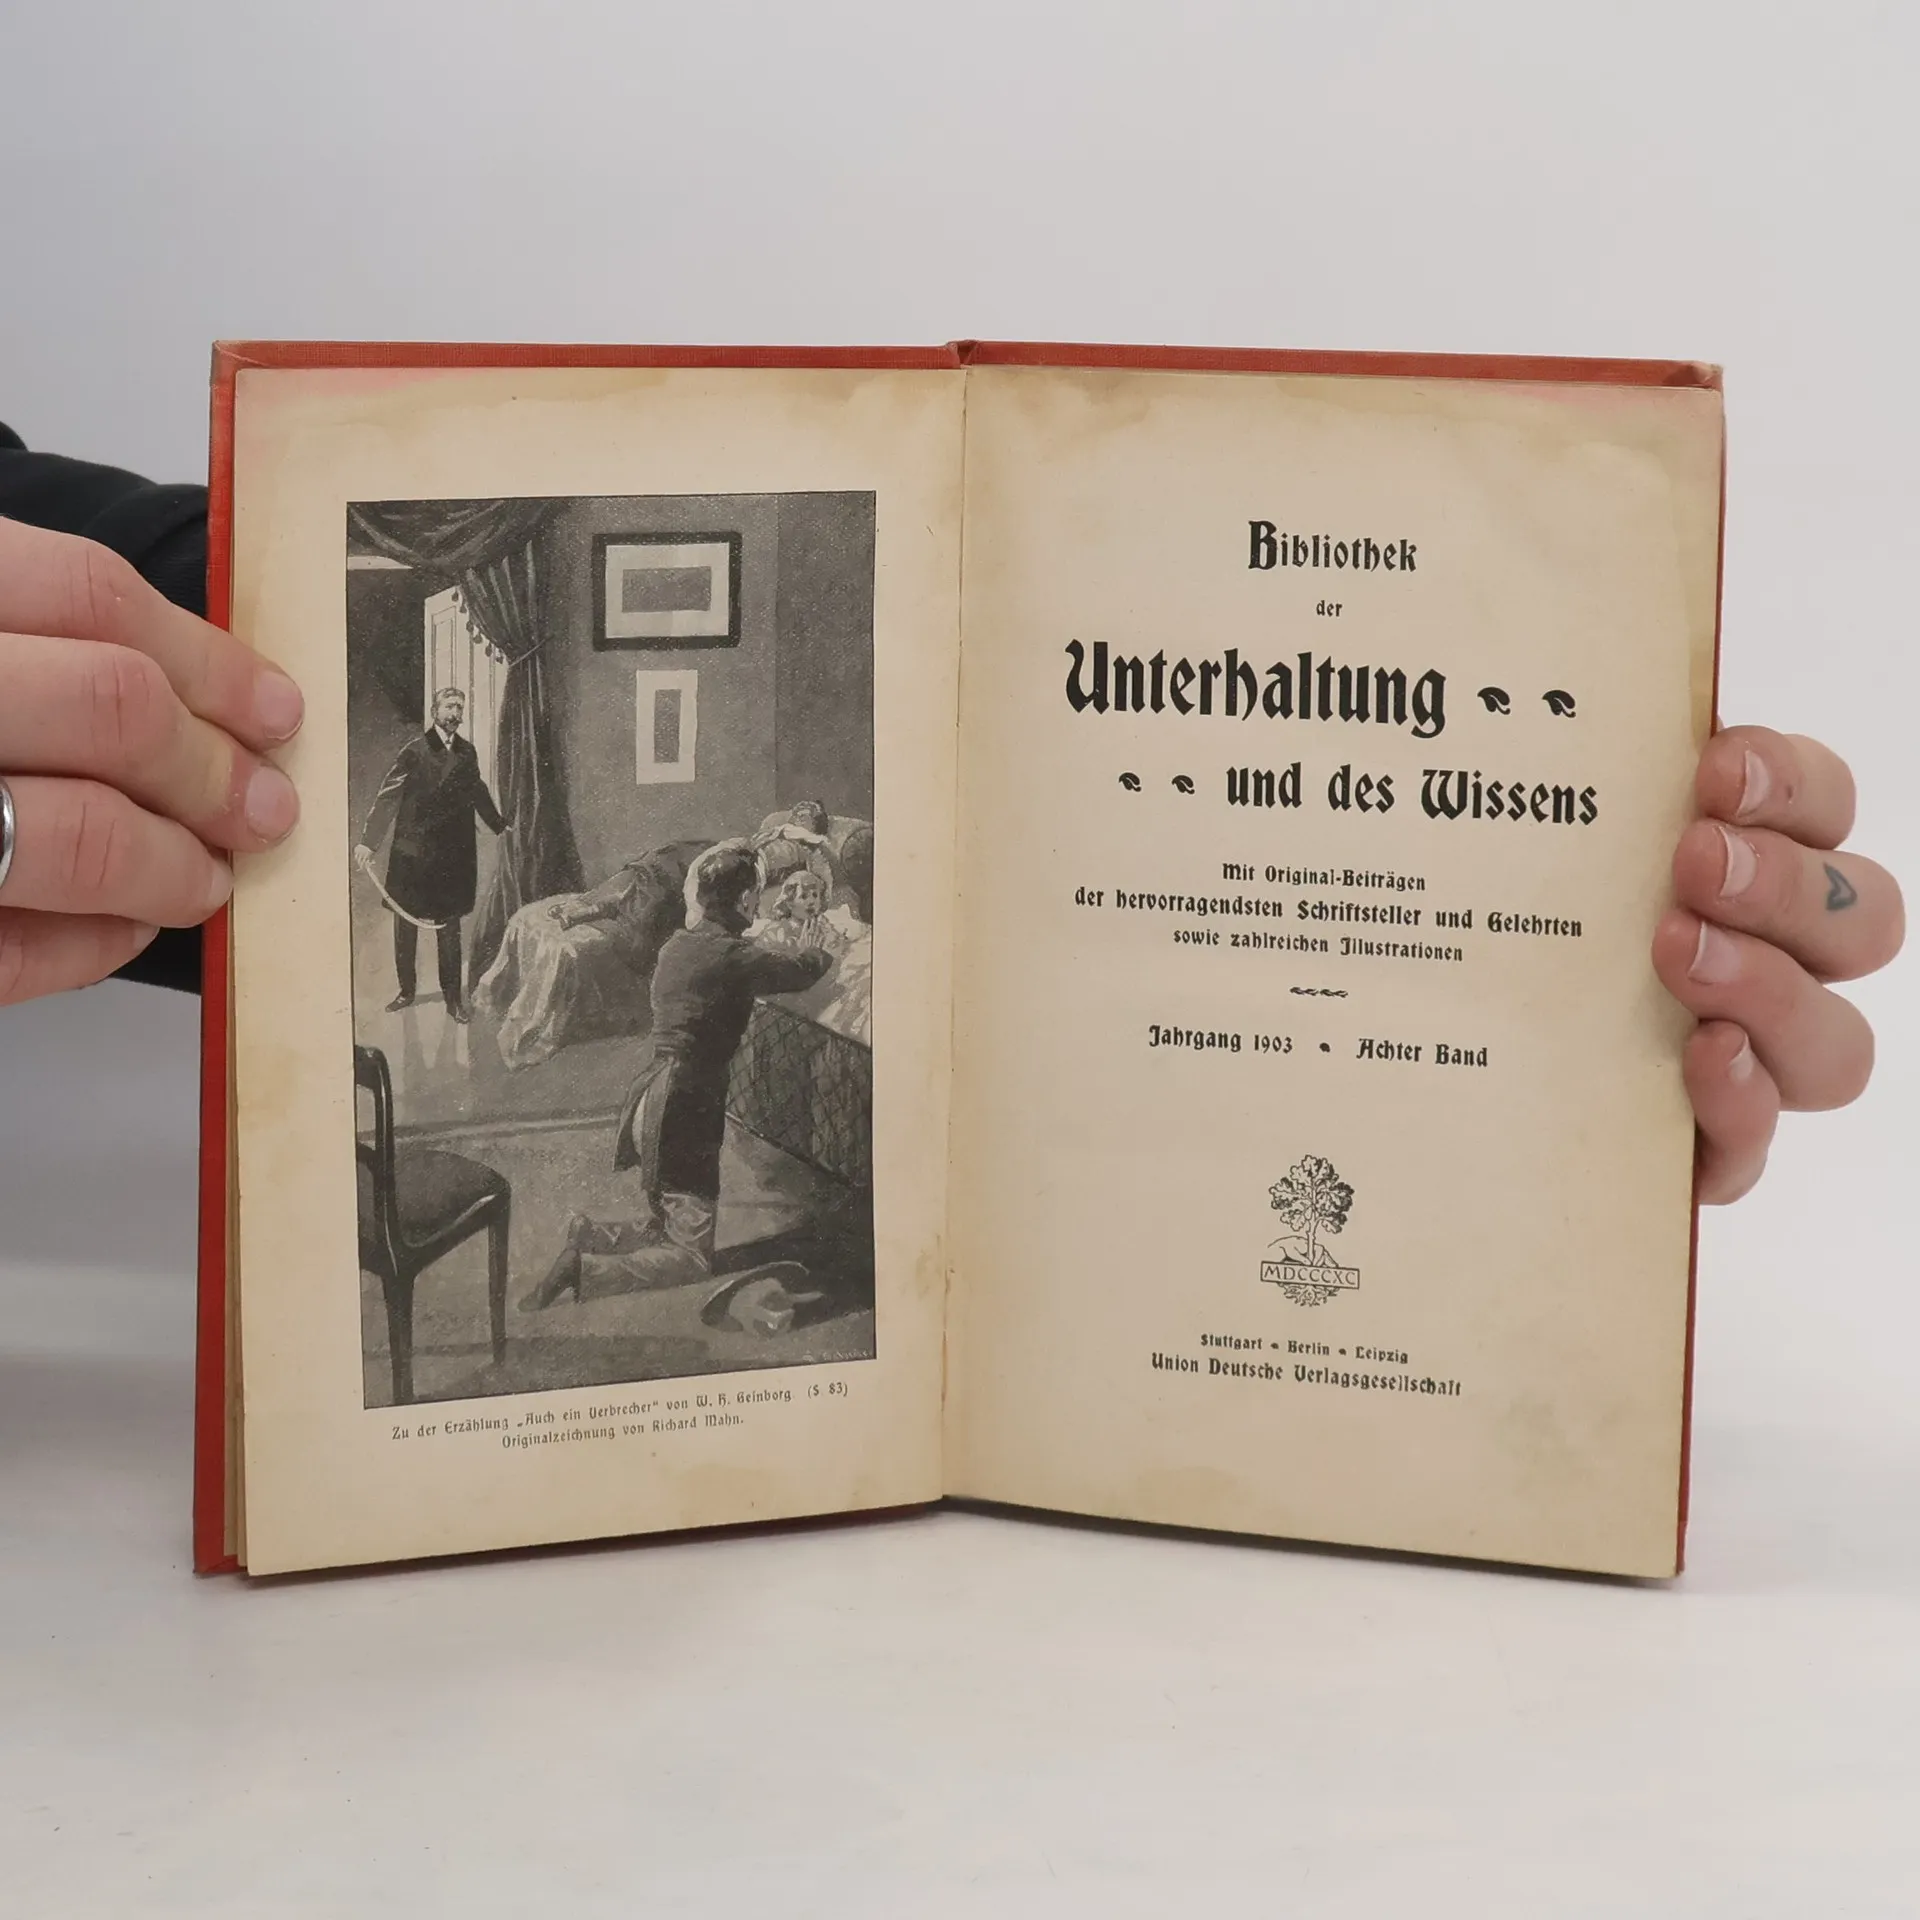 Zu der Erzählung „Auch ein Verbrecher“ von W. H. Geinborg. (S. 83)
Originalzeichnung von Richard Mahn.
Bibliothek
der
Unterhaltung
und des Wissens
Mit Original-Beiträgen
der hervorragendsten Schriftsteller und Gelehrten
sowie zahlreichen Illustrationen
Jahrgang 1903 • Achter Band
MDCCCXC
Stuttgart • Berlin • Leipzig
Union Deutsche Verlagsgesellschaft